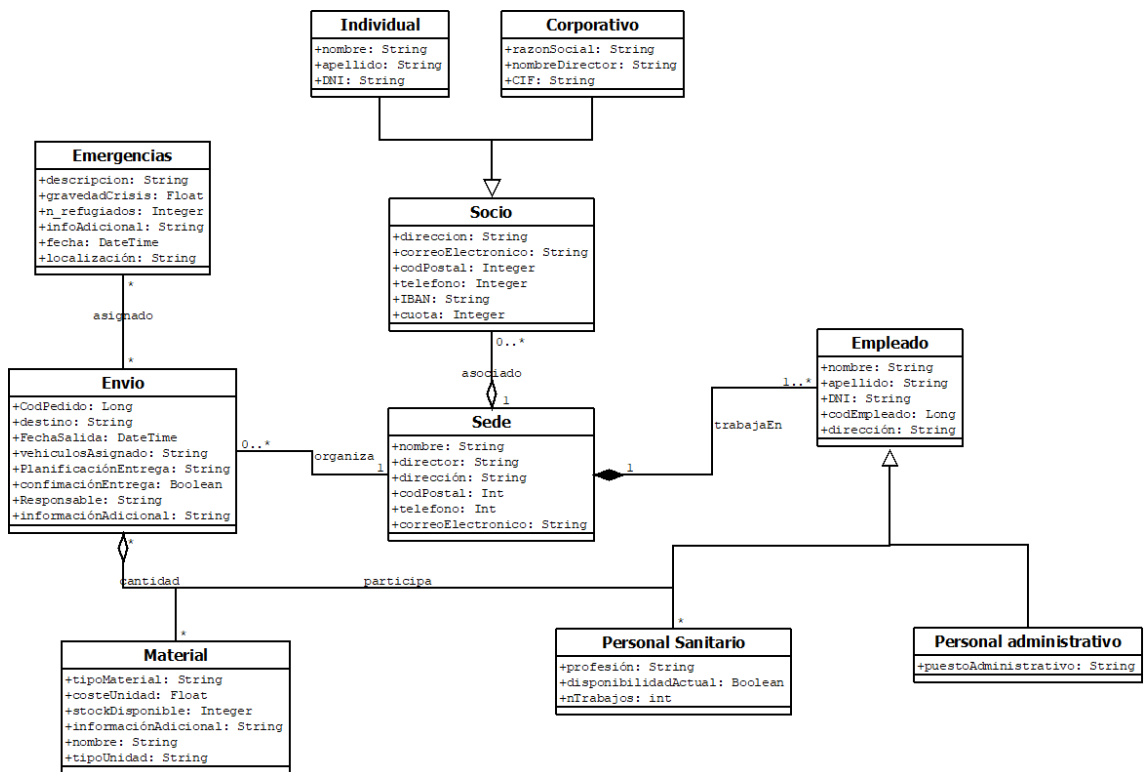 Individual
+nombre: String
+apellido: String
+DNI: String
Corporativo
+razonSocial: String
+nombreDirector: String
+CIF: String
Emergencias
+descripcion: String
+gravedadCrisis: Float
+n_refugiados: Integer
+infoAdicional: String
+fecha: DateTime
+localización: String
*
asignado
*
Socio
+direccion: String
+correoElectronico: String
+codPostal: Integer
+telefono: Integer
+IBAN: String
+cuota: Integer
0..*
asociado
1
Empleado
+nombre: String
+apellido: String
+DNI: String
+codEmpleado: Long
+dirección: String
1..*
trabajaEn
1
Envio
+CodPedido: Long
+destino: String
+FechaSalida: DateTime
+vehiculosAsignado: String
+PlanificaciónEntrega: String
+confimaciónEntrega: Boolean
+Responsable: String
+informaciónAdicional: String
0..*
organiza
1
Sede
+nombre: String
+director: String
+dirección: String
+codPostal: Int
+telefono: Int
+correoElectronico: String
*
cantidad
participa
*
*
Material
+tipoMaterial: String
+costeUnidad: Float
+stockDisponible: Integer
+informaciónAdicional: String
+nombre: String
+tipoUnidad: String
Personal Sanitario
+profesión: String
+disponibilidadActual: Boolean
+nTrabajos: int
Personal administrativo
+puestoAdministrativo: String